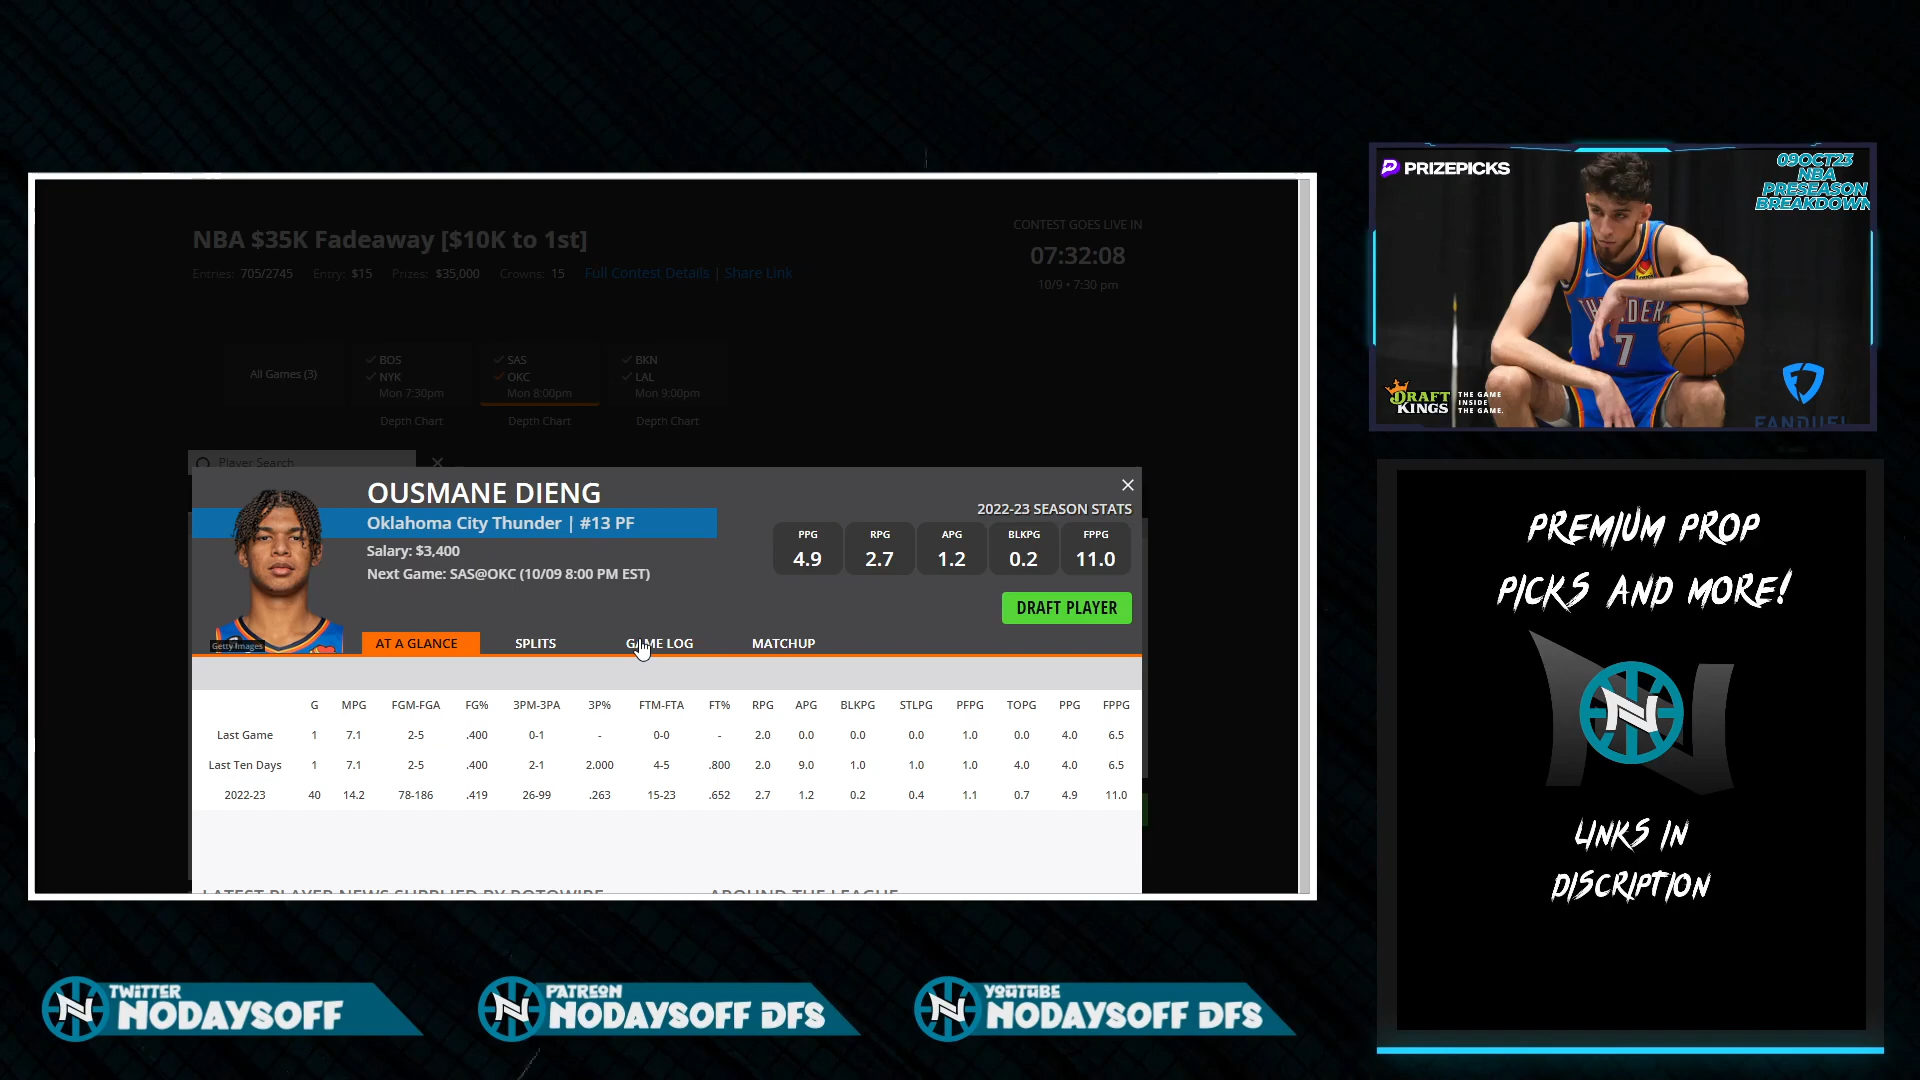 NBA $35K Fadeaway [$10K to 1st]
Entries: 705/2745 Entry: $15 Prizes: $35,000 Crowns: 15 Full Contest Details | Share Link
CONTEST GOES LIVE IN
07:32:08
10/9 • 7:30 pm
All Games (3)
BOS
NYK
Mon 7:30pm
Depth Chart
SAS
OKC
Mon 8:00pm
Depth Chart
BKN
LAL
Mon 9:00pm
Depth Chart
Player Search
OUSMANE DIENG
Oklahoma City Thunder | #13 PF
Salary: $3,400
Next Game: SAS@OKC (10/09 8:00 PM EST)
Getty Images
2022-23 SEASON STATS
PPG RPG APG BLKPG FPPG
4.9 2.7 1.2 0.2 11.0
DRAFT PLAYER
AT A GLANCE SPLITS GAME LOG MATCHUP
G MPG FGM-FGA FG% 3PM-3PA 3P% FTM-FTA FT% RPG APG BLKPG STLPG PFPG TOPG PPG FPPG
Last Game 1 7.1 2-5 .400 0-1 - 0-0 - 2.0 0.0 0.0 0.0 1.0 0.0 4.0 6.5
Last Ten Days 1 7.1 2-5 .400 2-1 2.000 4-5 .800 2.0 9.0 1.0 1.0 1.0 4.0 4.0 6.5
2022-23 40 14.2 78-186 .419 26-99 .263 15-23 .652 2.7 1.2 0.2 0.4 1.1 0.7 4.9 11.0
LATEST PLAYER NEWS SUPPLIED BY ROTOWIRE
AROUND THE LEAGUE
PRIZEPICKS
09OCT23
NBA
PRESEASON
BREAKDOWN
THUNDER
7
DRAFT
KINGS
THE GAME
INSIDE
THE GAME.
FANDUEL
PREMIUM PROP
PICKS AND MORE!
N
LINKS IN
DISCRIPTION
N
TWITTER
NODAYSOFF
N
PATREON
NODAYSOFF DFS
N
YOUTUBE
NODAYSOFF DFS